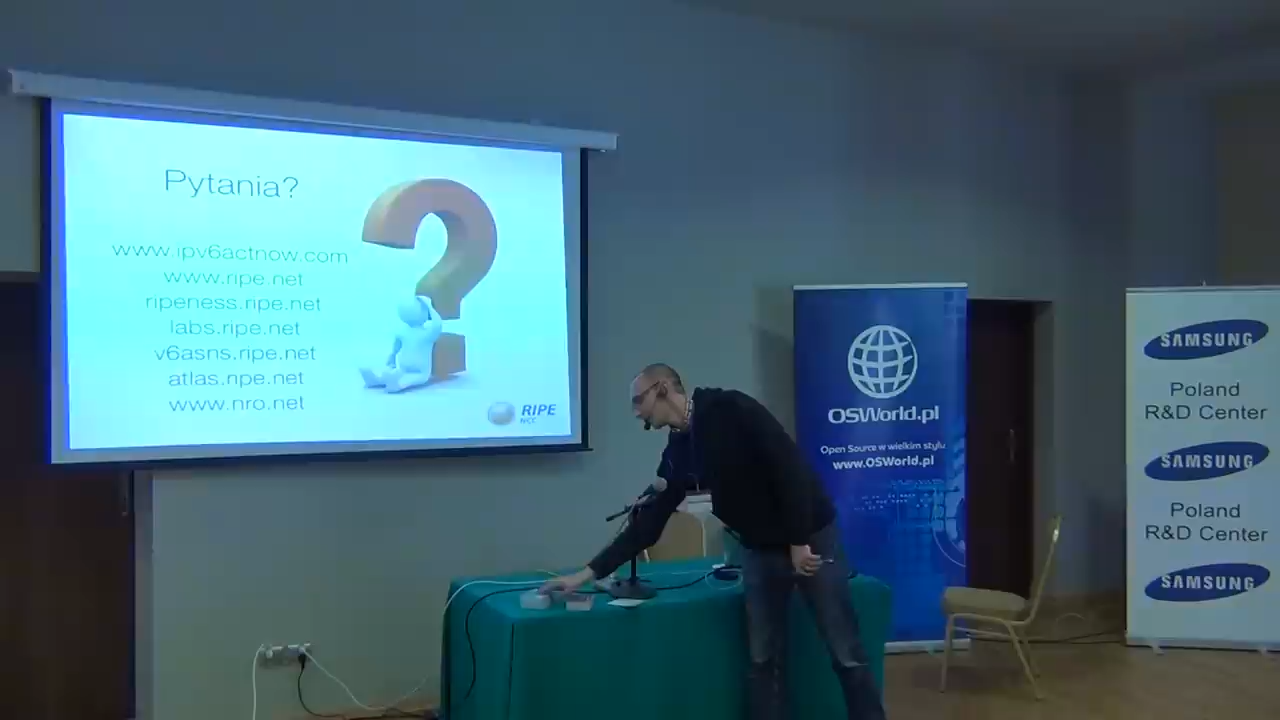 Pytania?
www.ipv6actnow.com
www.ripe.net
ripeness.ripe.net
labs.ripe.net
v6asns.ripe.net
atlas.ripe.net
www.nro.net
RIPE
NCC
OSWorld.pl
Open Source w wielkim stylu
www.OSWorld.pl
SAMSUNG
Poland
R&D Center
SAMSUNG
Poland
R&D Center
SAMSUNG